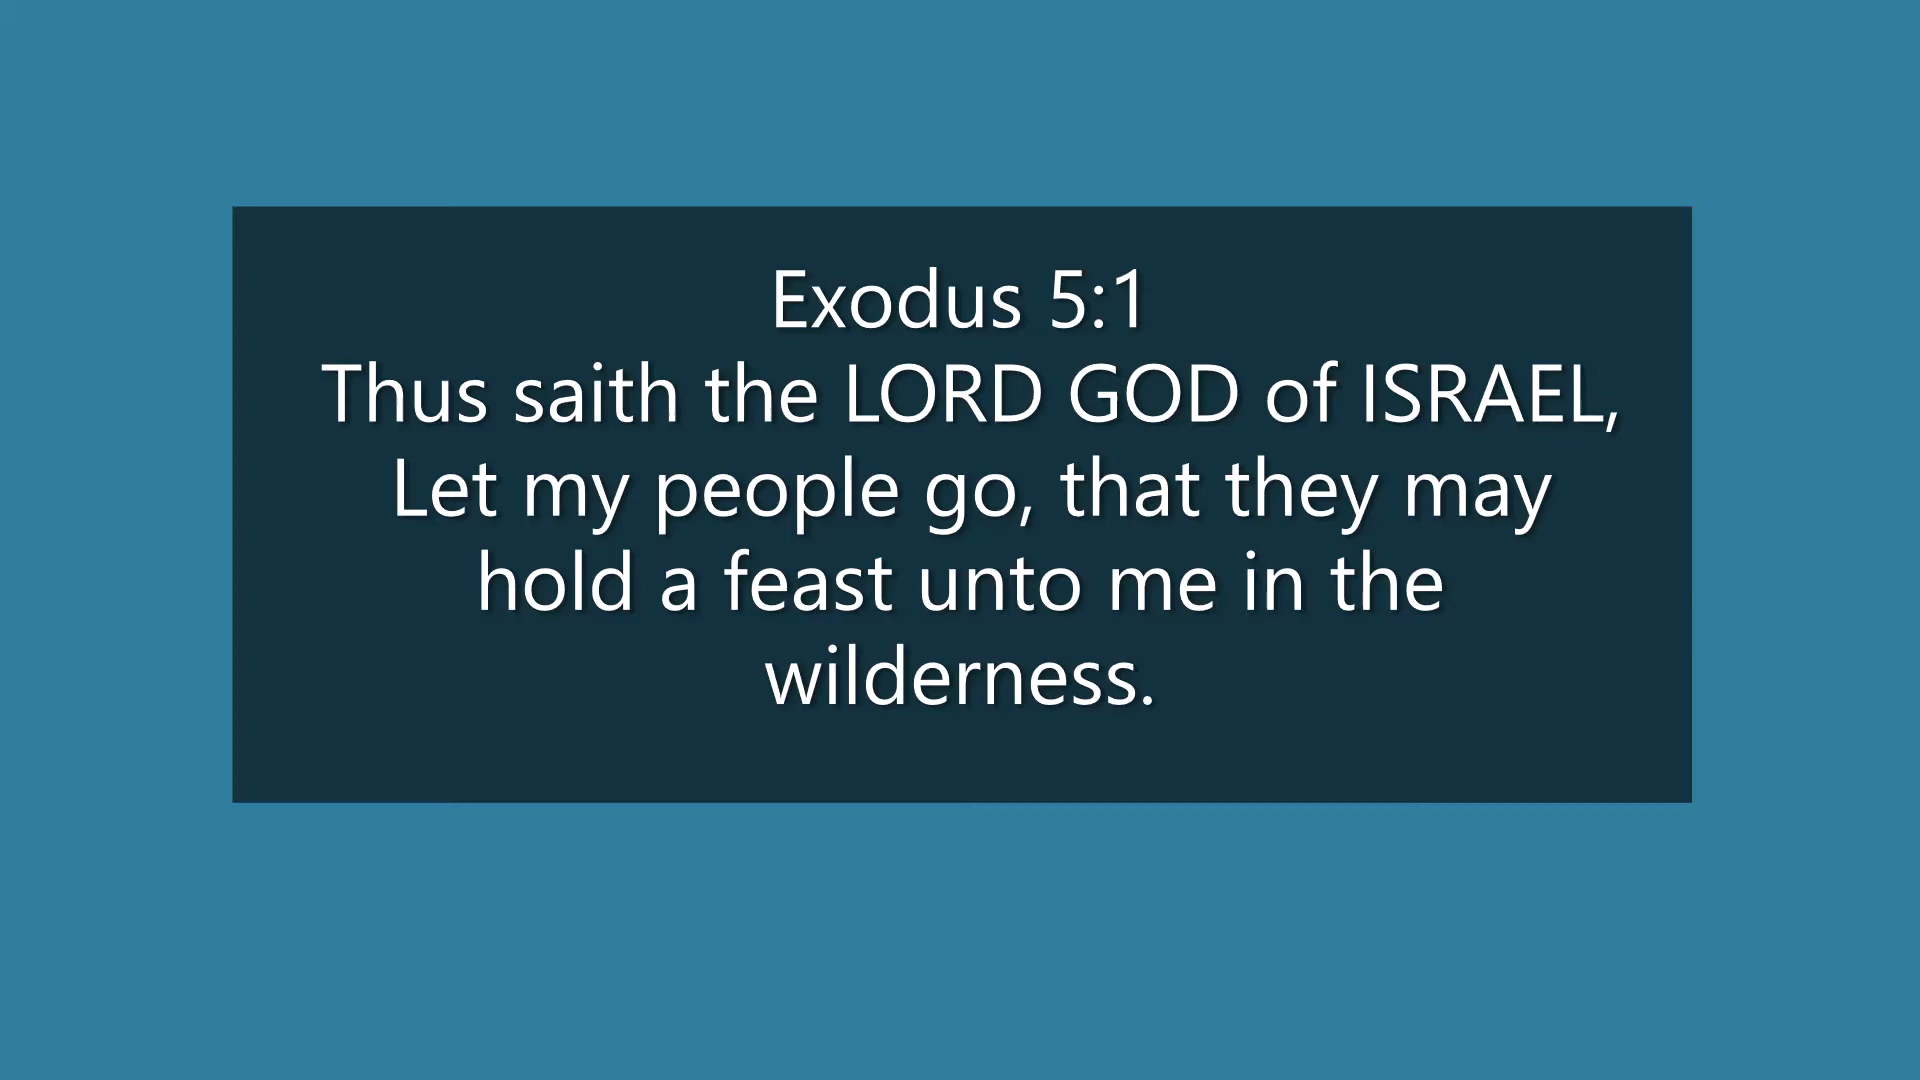 Exodus 5:1
Thus saith the LORD GOD of ISRAEL,
Let my people go, that they may
hold a feast unto me in the
wilderness.